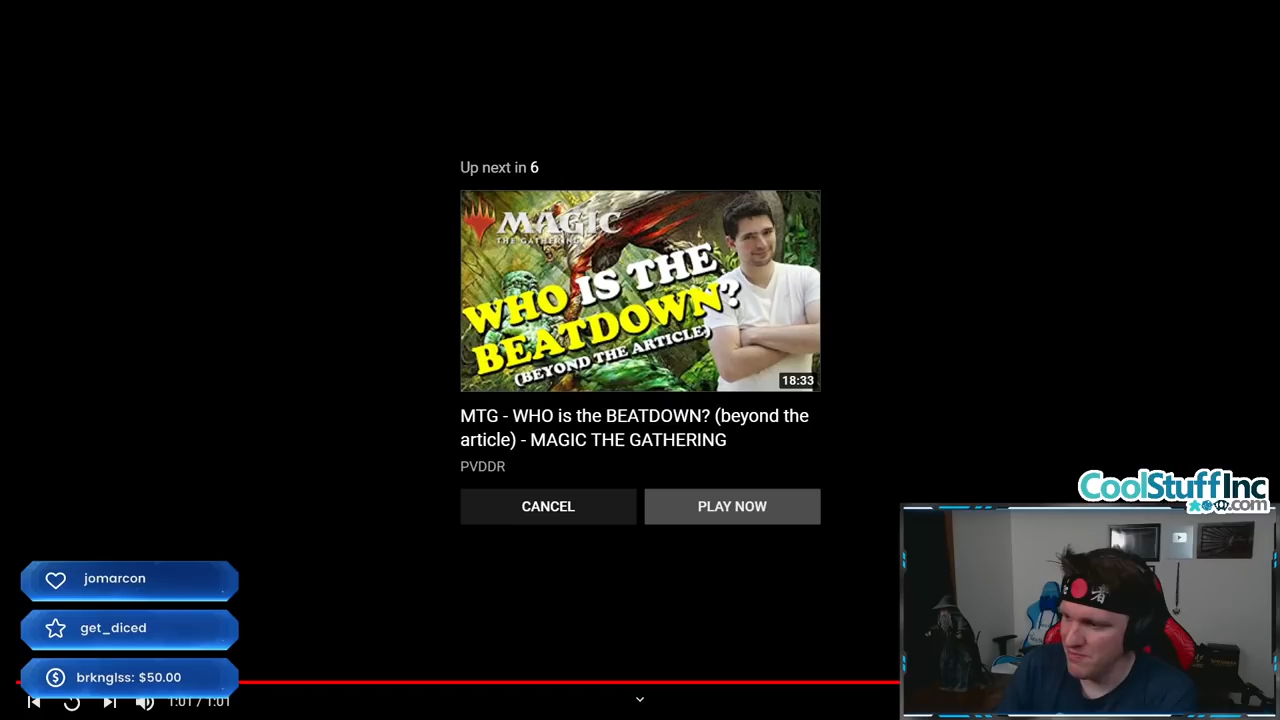 Up next in 6
MAGIC
THE GATHERING
WHO IS THE
BEATDOWN?
(BEYOND THE ARTICLE)
18:33
MTG - WHO is the BEATDOWN? (beyond the
article) - MAGIC THE GATHERING
PVDDR
CANCEL
PLAY NOW
CoolStuffInc
.com
者
jomarcon
get_diced
brknglss: $50.00
1:01 / 1:01